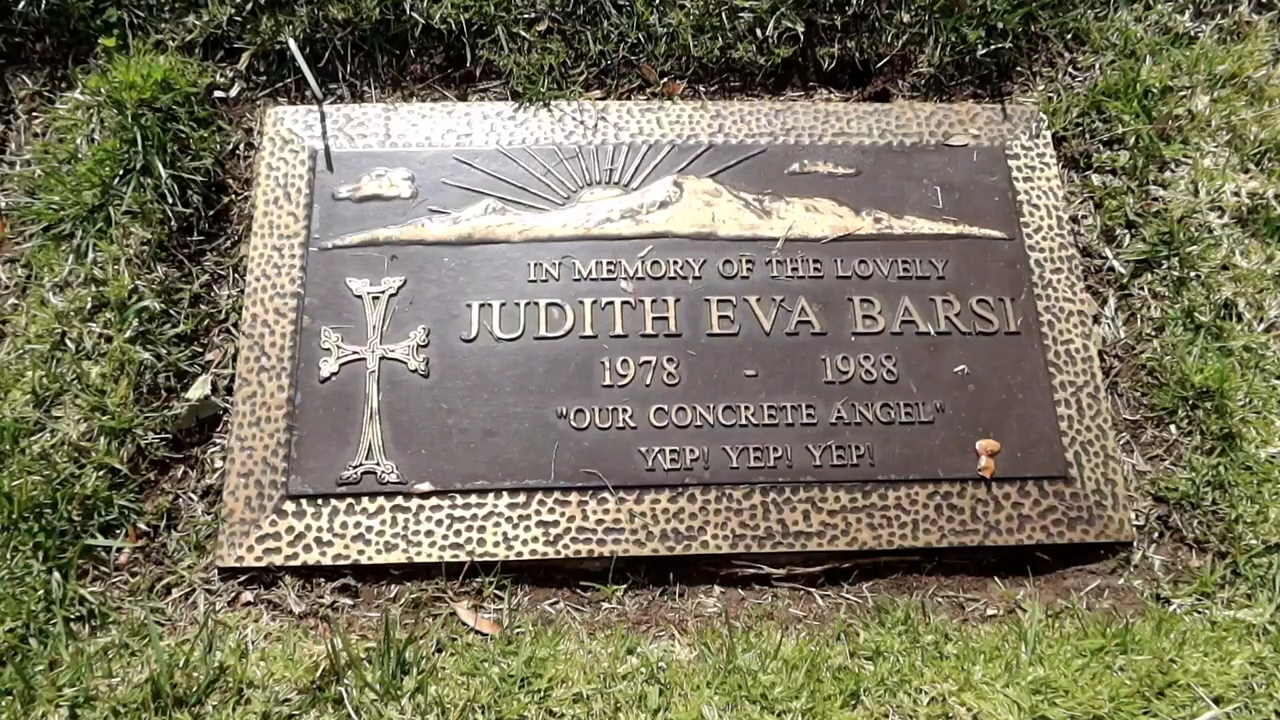 IN MEMORY OF THE LOVELY
JUDITH EVA BARSI
1978 - 1988
"OUR CONCRETE ANGEL"
YEP! YEP! YEP!